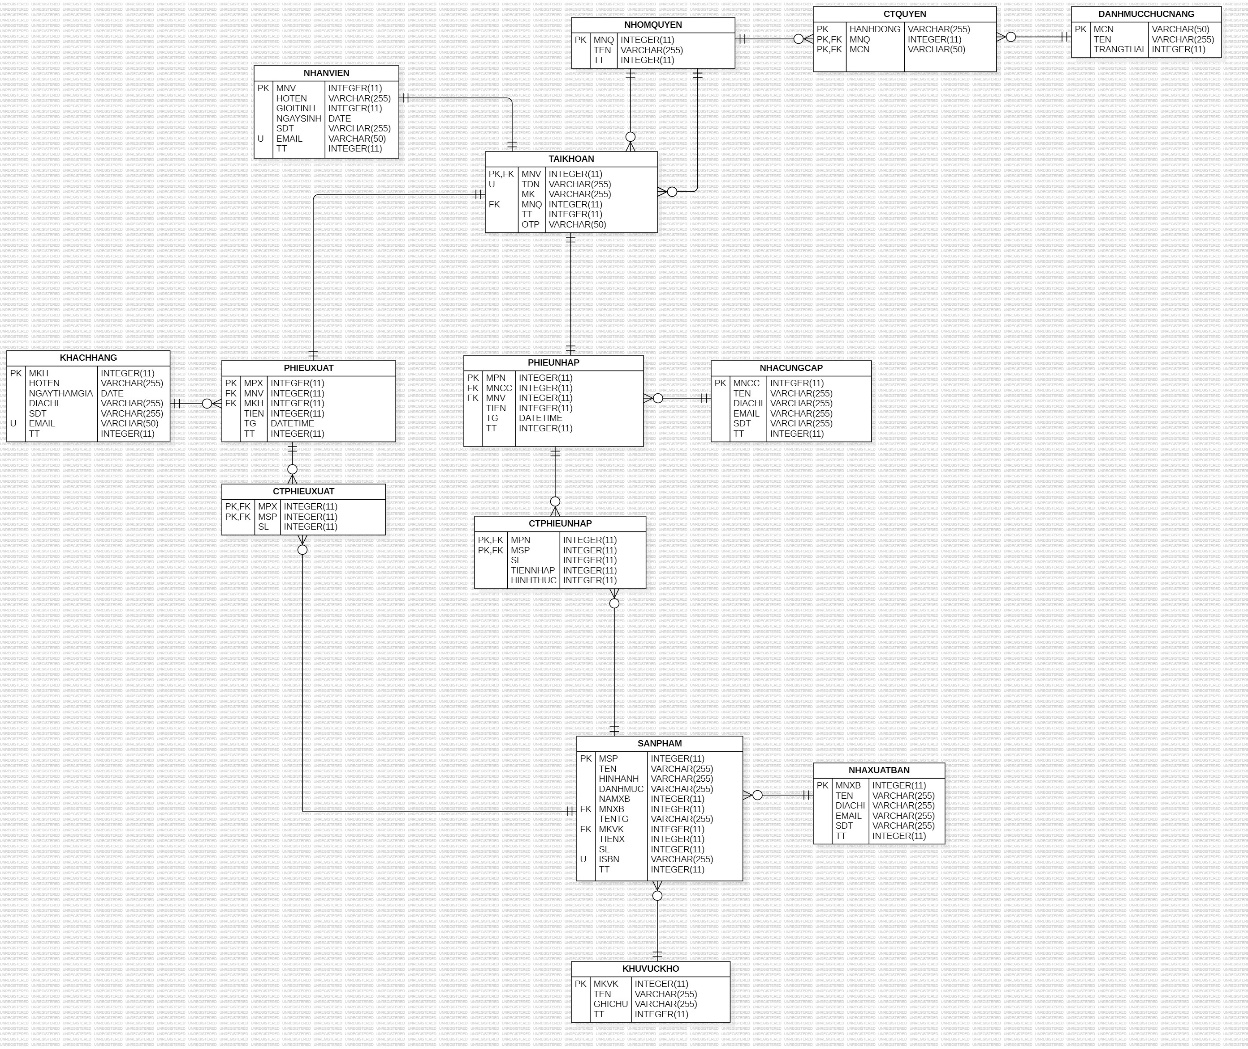 NHOMQUYEN
PK MNQ INTEGER(11)
TEN VARCHAR(255)
TT INTEGER(11)
CTQUYEN
PK HANHDONG VARCHAR(255)
PK,FK MNQ INTEGER(11)
PK,FK MCN VARCHAR(50)
DANHMUCCHUCNANG
PK MCN VARCHAR(50)
TEN VARCHAR(255)
TRANGTHAI INTEGER(11)
NHANVIEN
PK MNV INTEGER(11)
HOTEN VARCHAR(255)
GIOITINH INTEGER(11)
NGAYSINH DATE
SDT VARCHAR(255)
U EMAIL VARCHAR(50)
TT INTEGER(11)
TAIKHOAN
PK,FK MNV INTEGER(11)
U TDN VARCHAR(255)
MK VARCHAR(255)
FK MNQ INTEGER(11)
TT INTEGER(11)
OTP VARCHAR(50)
KHACHHANG
PK MKH INTEGER(11)
HOTEN VARCHAR(255)
NGAYTHAMGIA DATE
DIACHI VARCHAR(255)
SDT VARCHAR(255)
U EMAIL VARCHAR(50)
TT INTEGER(11)
PHIEUXUAT
PK MPX INTEGER(11)
FK MNV INTEGER(11)
FK MKH INTEGER(11)
TIEN INTEGER(11)
TG DATETIME
TT INTEGER(11)
PHIEUNHAP
PK MPN INTEGER(11)
FK MNCC INTEGER(11)
FK MNV INTEGER(11)
TIEN INTEGER(11)
TG DATETIME
TT INTEGER(11)
NHACUNGCAP
PK MNCC INTEGER(11)
TEN VARCHAR(255)
DIACHI VARCHAR(255)
EMAIL VARCHAR(255)
SDT VARCHAR(255)
TT INTEGER(11)
CTPHIEUXUAT
PK,FK MPX INTEGER(11)
PK,FK MSP INTEGER(11)
SL INTEGER(11)
CTPHIEUNHAP
PK,FK MPN INTEGER(11)
PK,FK MSP INTEGER(11)
SL INTEGER(11)
TIENNHAP INTEGER(11)
HINHTHUC INTEGER(11)
SANPHAM
PK MSP INTEGER(11)
TEN VARCHAR(255)
HINHANH VARCHAR(255)
DANHMUC VARCHAR(255)
NAMXB INTEGER(11)
FK MNXB INTEGER(11)
TENTG VARCHAR(255)
FK MKVK INTEGER(11)
TIENX INTEGER(11)
SL INTEGER(11)
U ISBN VARCHAR(255)
TT INTEGER(11)
NHAXUATBAN
PK MNXB INTEGER(11)
TEN VARCHAR(255)
DIACHI VARCHAR(255)
EMAIL VARCHAR(255)
SDT VARCHAR(255)
TT INTEGER(11)
KHUVUCKHO
PK MKVK INTEGER(11)
TEN VARCHAR(255)
GHICHU VARCHAR(255)
TT INTEGER(11)